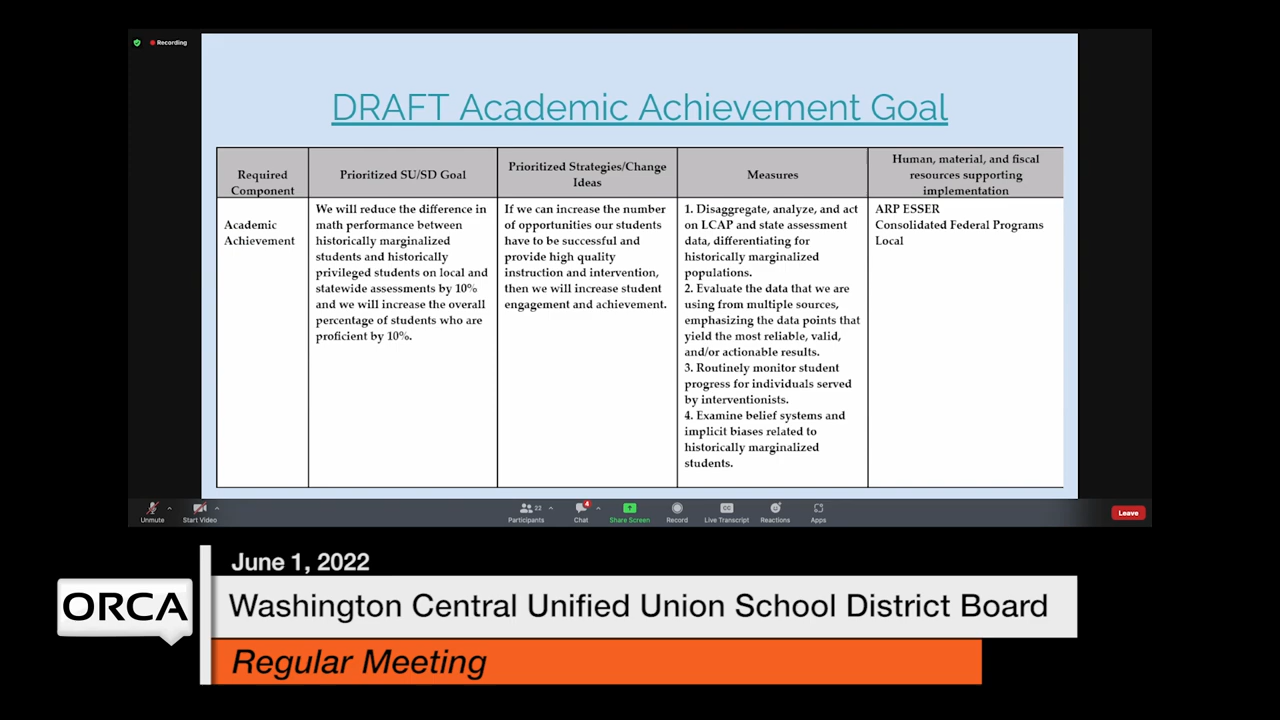 Recording
DRAFT Academic Achievement Goal
Required
Component
Prioritized SU/SD Goal
Prioritized Strategies/Change
Ideas
Measures
Human, material, and fiscal
resources supporting
implementation
Academic
Achievement
We will reduce the difference in
math performance between
historically marginalized
students and historically
privileged students on local and
statewide assessments by 10%
and we will increase the overall
percentage of students who are
proficient by 10%.
If we can increase the number
of opportunities our students
have to be successful and
provide high quality
instruction and intervention,
then we will increase student
engagement and achievement.
1. Disaggregate, analyze, and act
on LCAP and state assessment
data, differentiating for
historically marginalized
populations.
2. Evaluate the data that we are
using from multiple sources,
emphasizing the data points that
yield the most reliable, valid,
and/or actionable results.
3. Routinely monitor student
progress for individuals served
by interventionists.
4. Examine belief systems and
implicit biases related to
historically marginalized
students.
ARP ESSER
Consolidated Federal Programs
Local
Unmute
Start Video
22
Participants
4
Chat
Share Screen
Record
CC
Live Transcript
Reactions
Apps
Leave
June 1, 2022
ORCA
Washington Central Unified Union School District Board
Regular Meeting